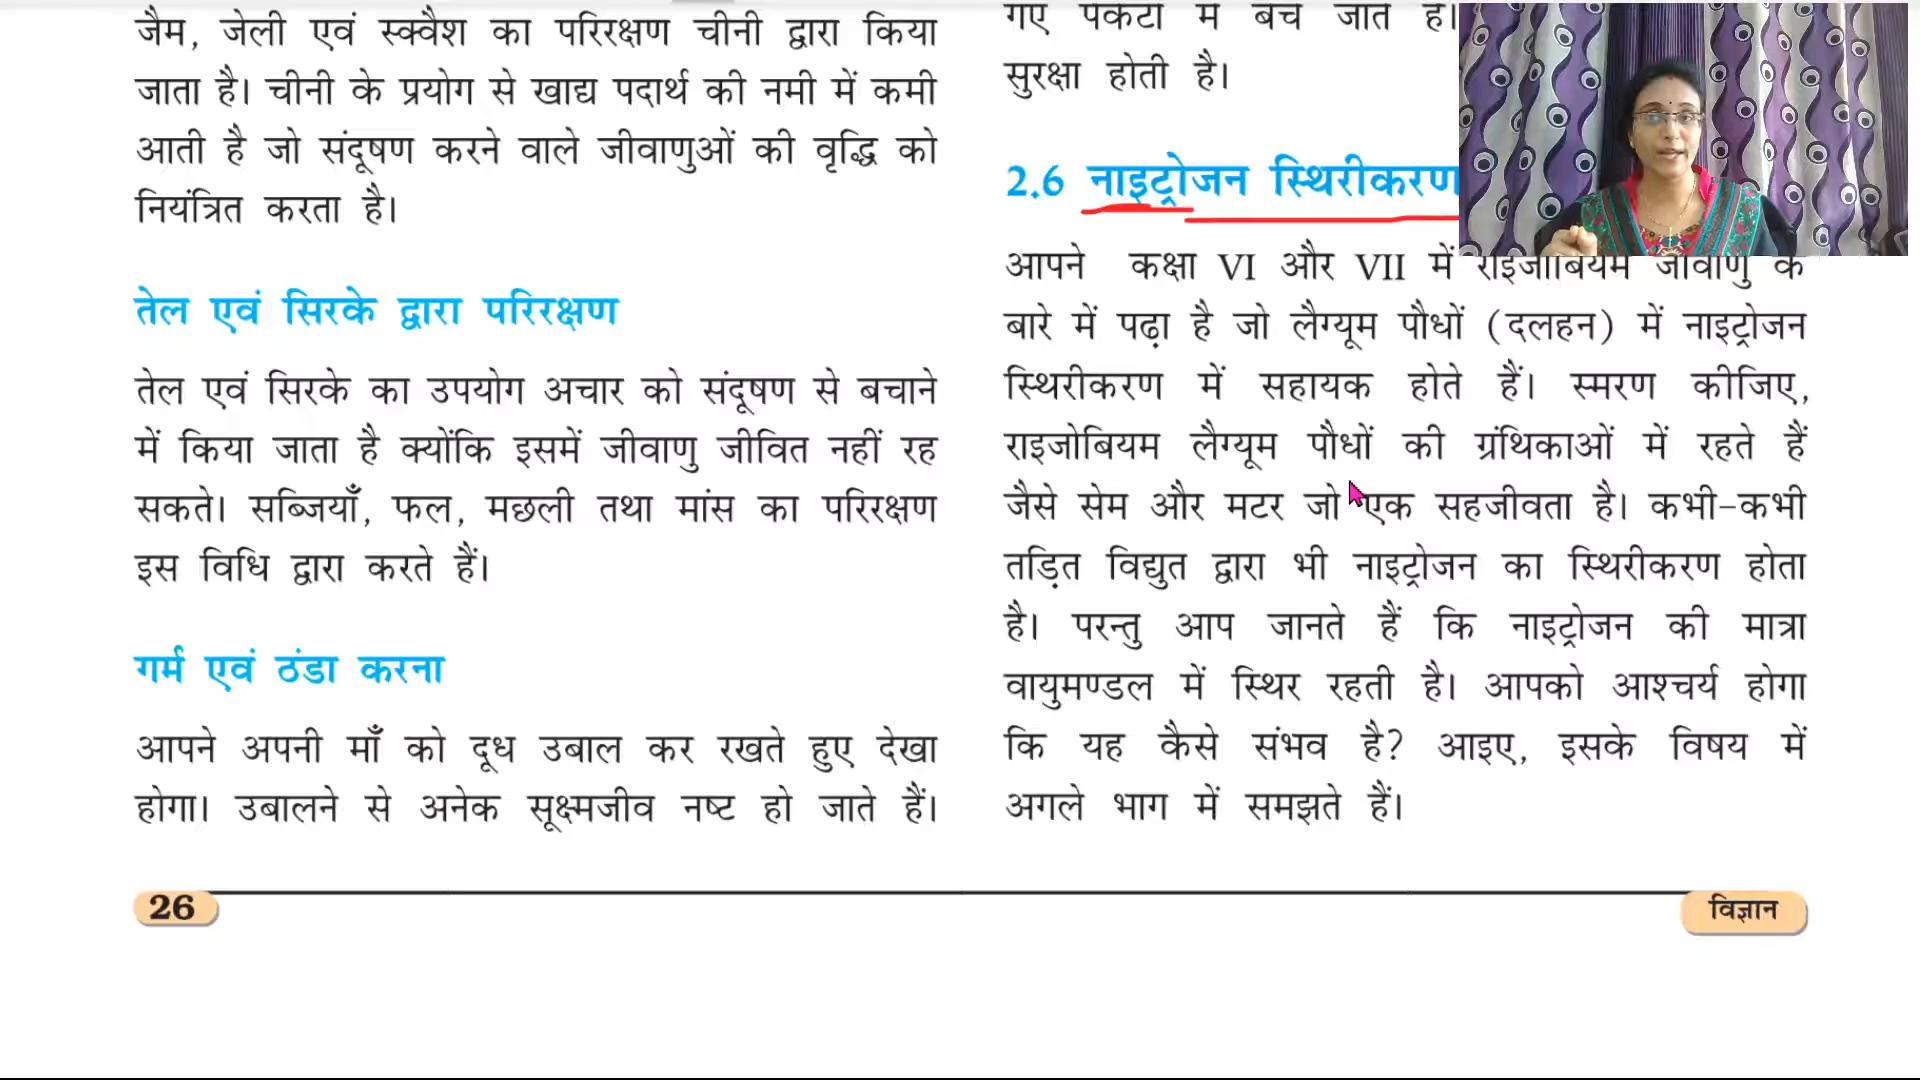 जैम, जेली एवं स्क्वैश का परिरक्षण चीनी द्वारा किया
जाता है। चीनी के प्रयोग से खाद्य पदार्थ की नमी में कमी
आती है जो संदूषण करने वाले जीवाणुओं की वृद्धि को
नियंत्रित करता है।
तेल एवं सिरके द्वारा परिरक्षण
तेल एवं सिरके का उपयोग अचार को संदूषण से बचाने
में किया जाता है क्योंकि इसमें जीवाणु जीवित नहीं रह
सकते। सब्जियाँ, फल, मछली तथा मांस का परिरक्षण
इस विधि द्वारा करते हैं।
गर्म एवं ठंडा करना
आपने अपनी माँ को दूध उबाल कर रखते हुए देखा
होगा। उबालने से अनेक सूक्ष्मजीव नष्ट हो जाते हैं।
गए पैकेटों में बेचे जाते हैं।
सुरक्षा होती है।
2.6 नाइट्रोजन स्थिरीकरण
आपने कक्षा VI और VII में राइजोबियम जीवाणु के
बारे में पढ़ा है जो लैग्यूम पौधों (दलहन) में नाइट्रोजन
स्थिरीकरण में सहायक होते हैं। स्मरण कीजिए,
राइजोबियम लैग्यूम पौधों की ग्रंथिकाओं में रहते हैं
जैसे सेम और मटर जो एक सहजीवता है। कभी-कभी
तड़ित विद्युत द्वारा भी नाइट्रोजन का स्थिरीकरण होता
है। परन्तु आप जानते हैं कि नाइट्रोजन की मात्रा
वायुमण्डल में स्थिर रहती है। आपको आश्चर्य होगा
कि यह कैसे संभव है? आइए, इसके विषय में
अगले भाग में समझते हैं।
26
विज्ञान